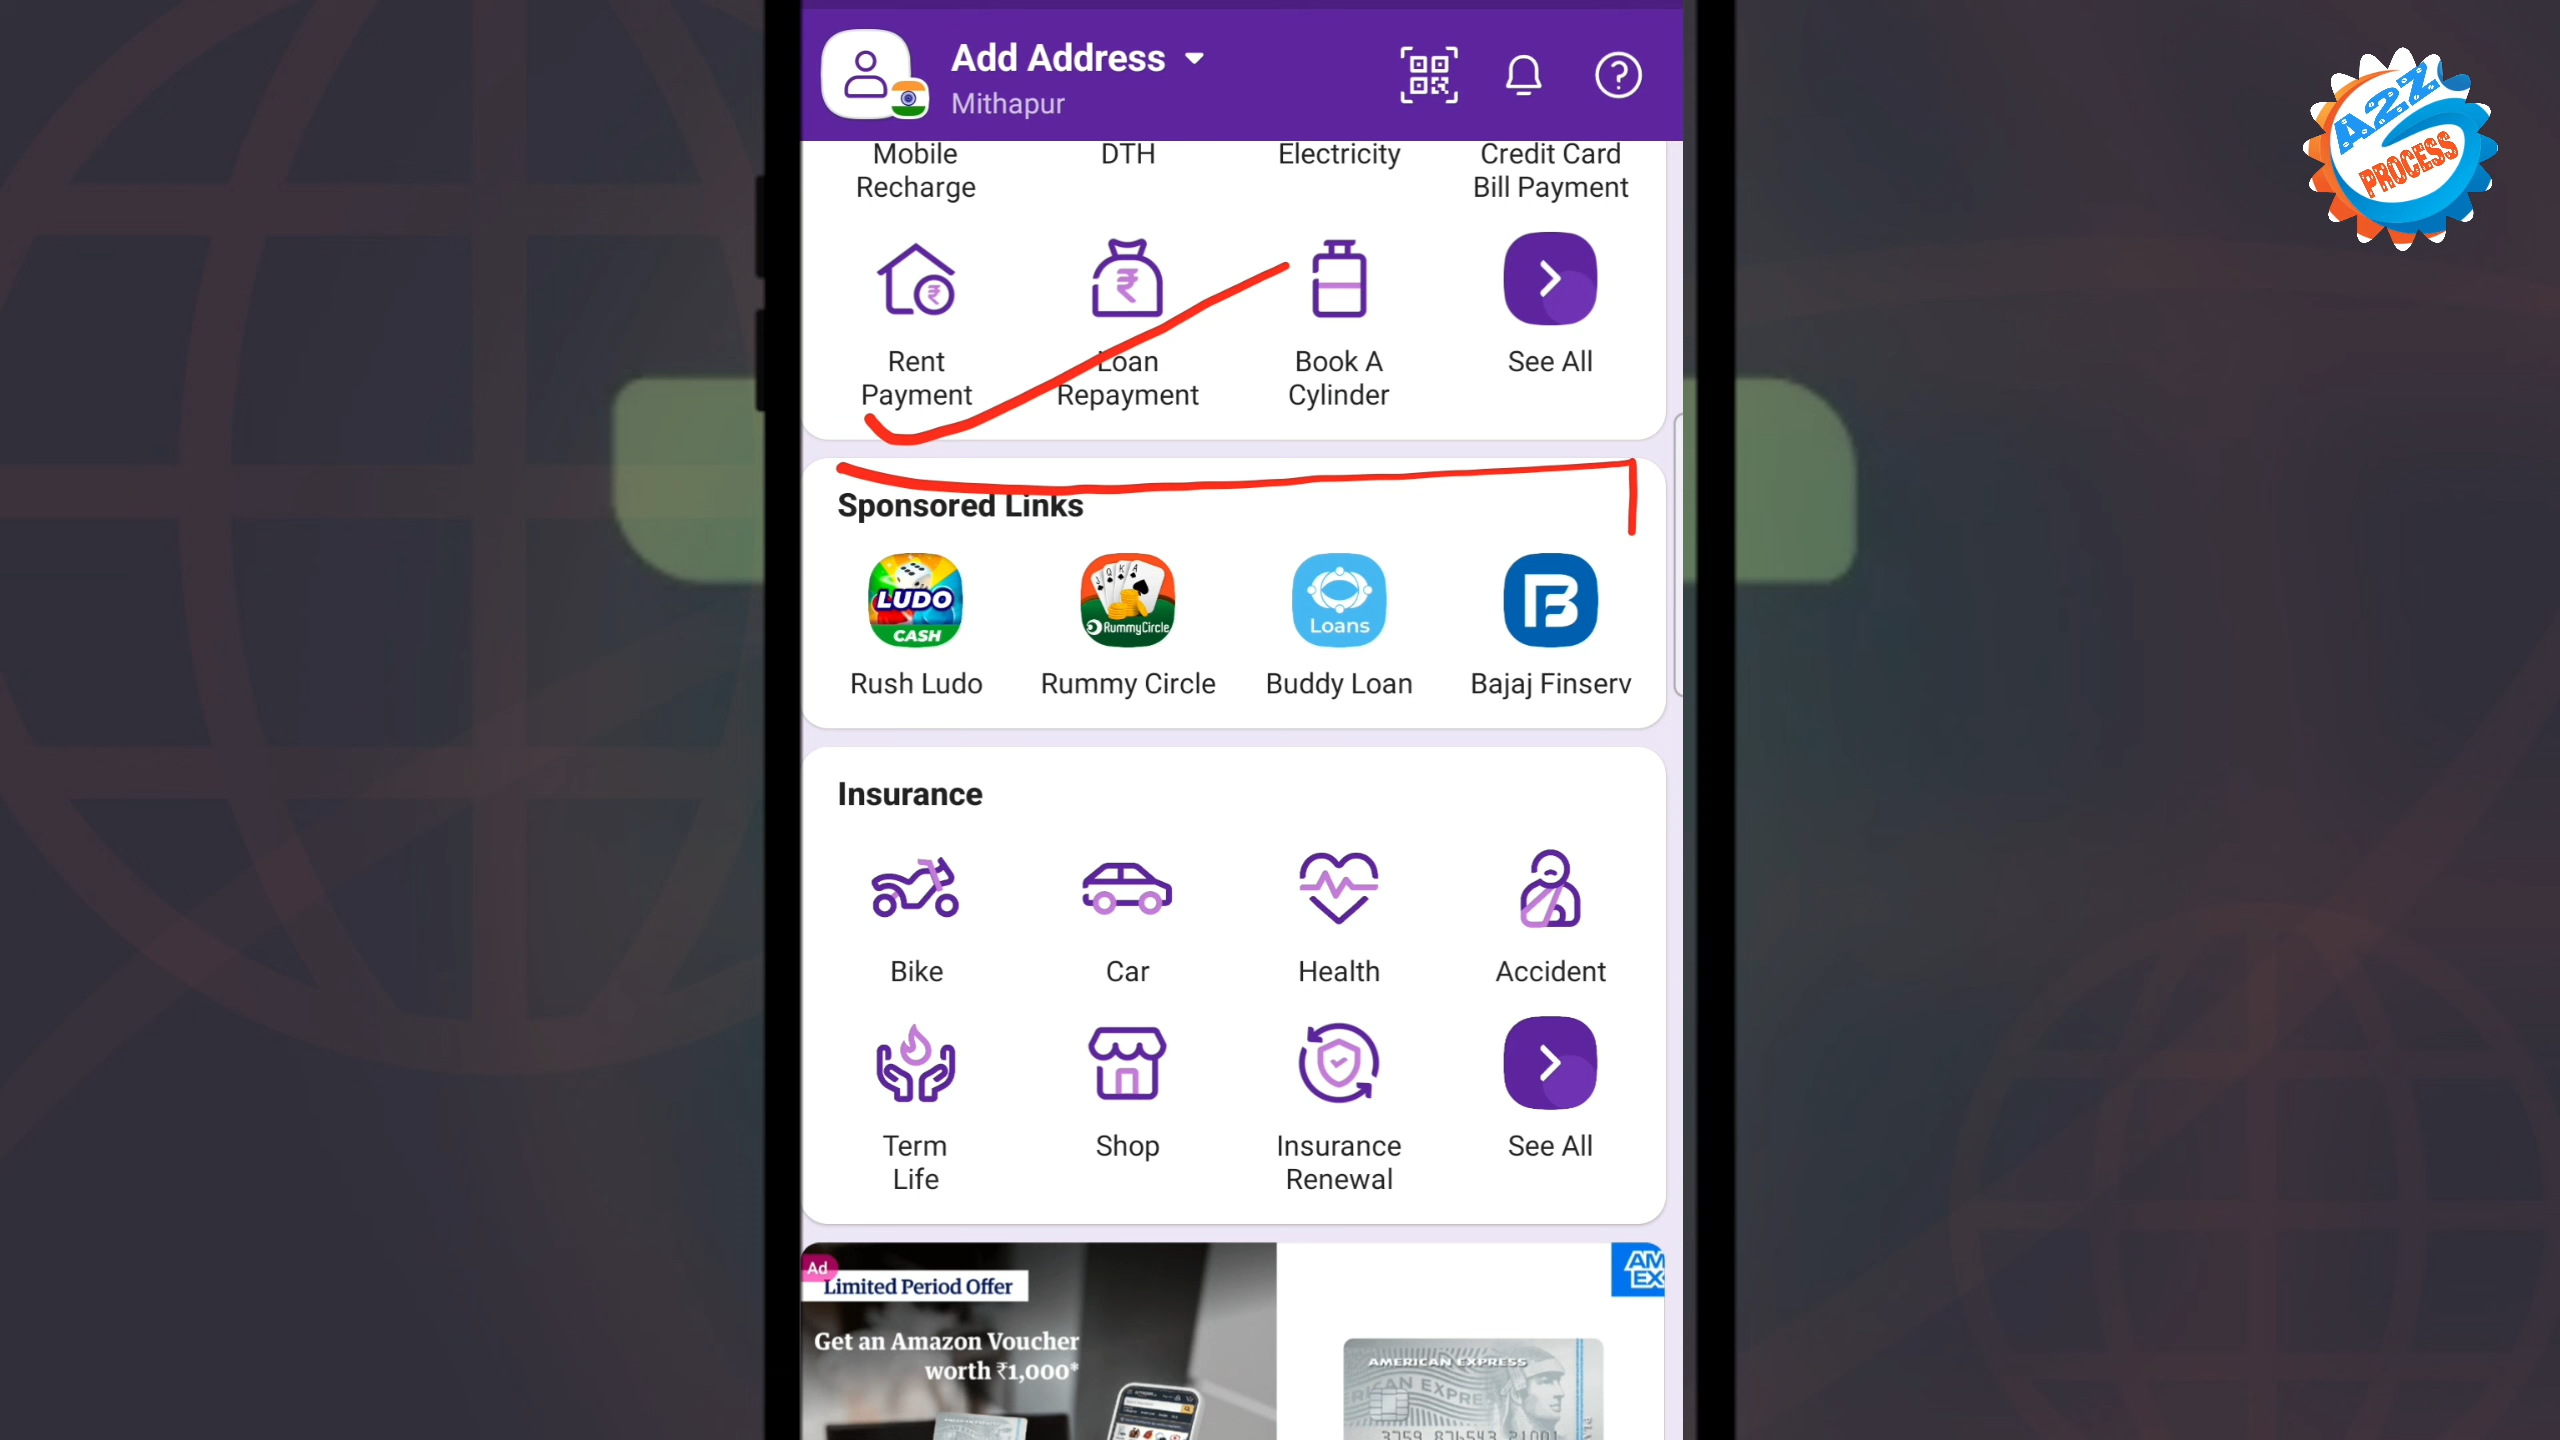 Add Address
Mithapur
A2Z
PROCESS
Mobile
Recharge
DTH
Electricity
Credit Card
Bill Payment
Rent
Payment
Loan
Repayment
Book A
Cylinder
See All
Sponsored Links
LUDO
CASH
J Q K A
RummyCircle
Loans
Rush Ludo
Rummy Circle
Buddy Loan
Bajaj Finserv
Insurance
Bike
Car
Health
Accident
Term
Life
Shop
Insurance
Renewal
See All
Ad
Limited Period Offer
Get an Amazon Voucher
worth ₹1,000*
AM
EX
AMERICAN EXPRESS